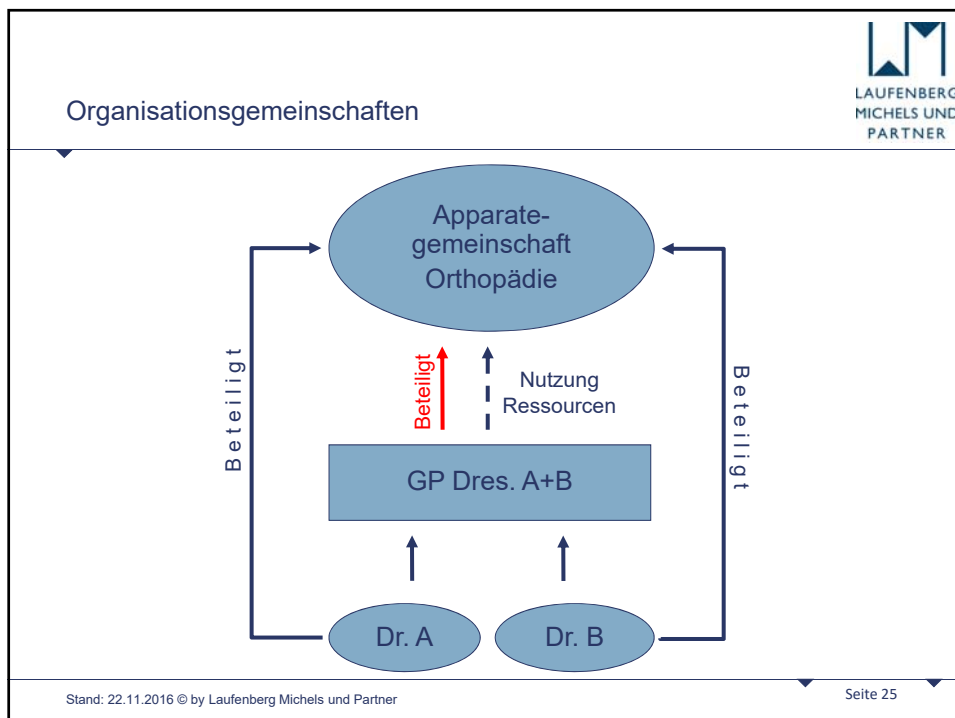 LAUFENBERG
MICHELS UND
PARTNER
Organisationsgemeinschaften
Apparate-
gemeinschaft
Orthopädie
Beteiligt
Beteiligt
Nutzung
Ressourcen
Beteiligt
GP Dres. A+B
Dr. A
Dr. B
Stand: 22.11.2016 © by Laufenberg Michels und Partner
Seite 25